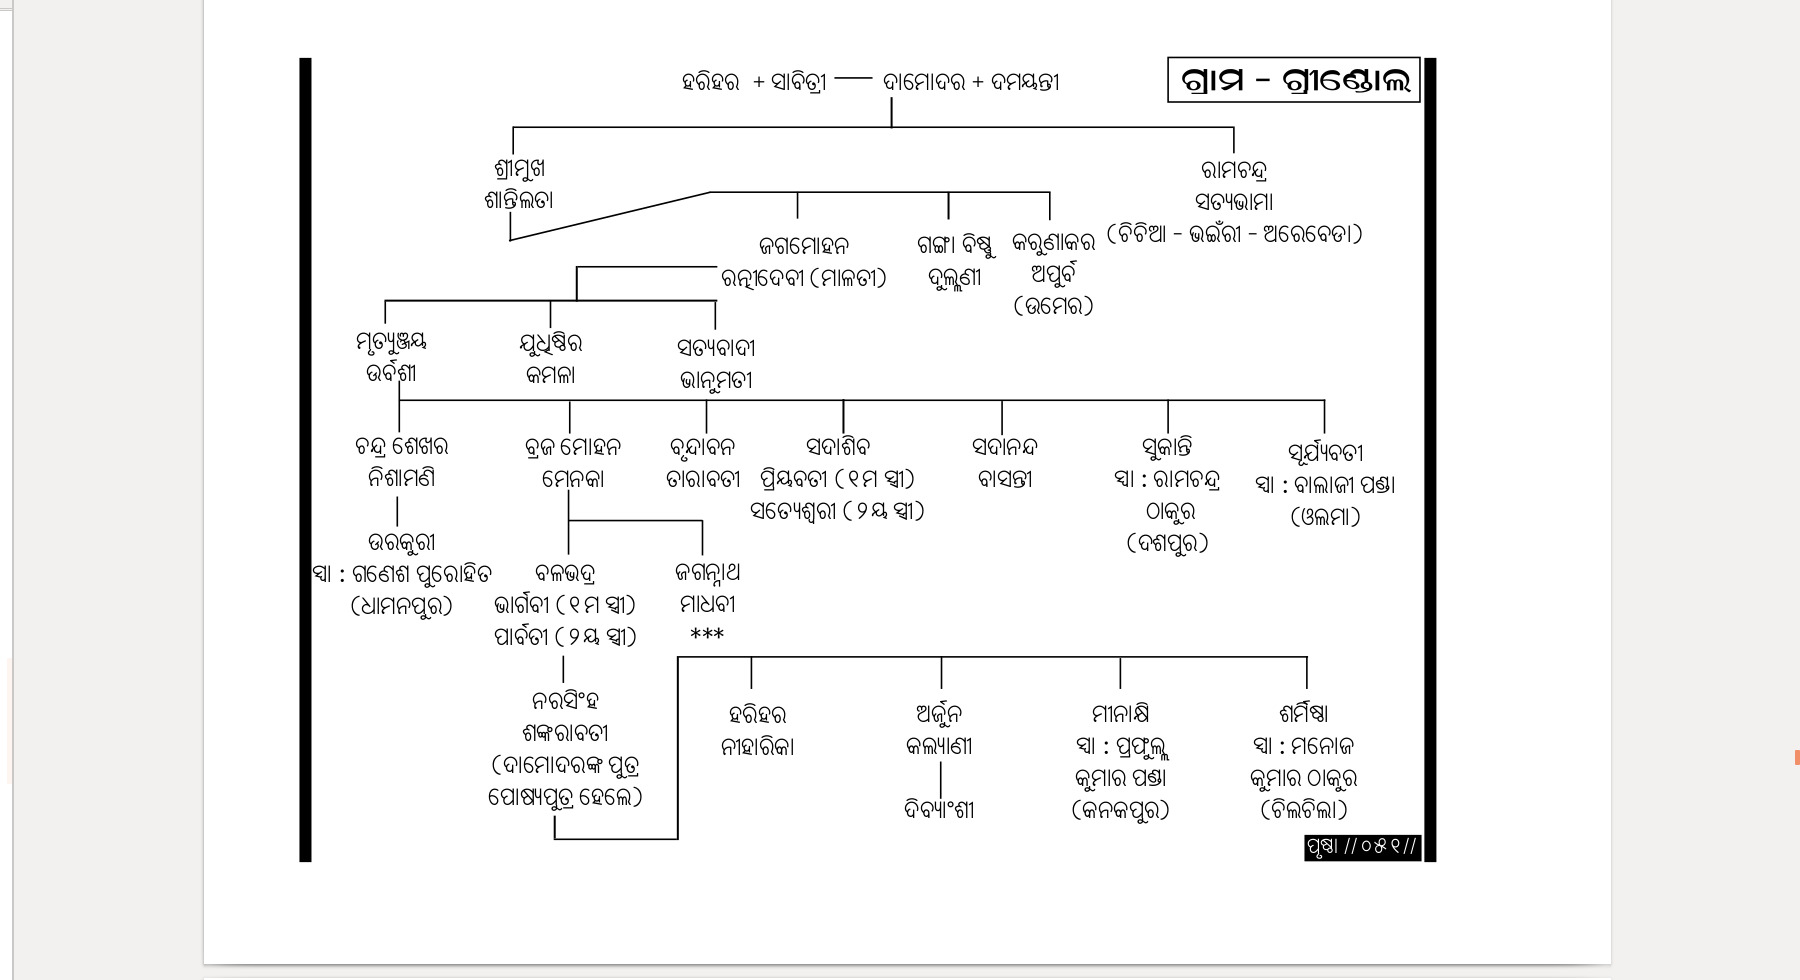 ହରିହର + ସାବିତ୍ରୀ — ଦାମୋଦର + ଦମୟନ୍ତୀ
ଗ୍ରାମ - ଗ୍ରୀଣ୍ଡୋଲ
ଶ୍ରୀମୁଖ
ଶାନ୍ତିଲତା
ରାମଚନ୍ଦ୍ର
ସତ୍ୟଭାମା
(ଚିଚିଆ - ଭଇଁରୀ - ଅରେବେଡା)
ଜଗମୋହନ
ରତ୍ନୀଦେବୀ (ମାଳତୀ)
ଗଙ୍ଗା ବିଷ୍ଣୁ
ଦୁଲ୍ଲଣୀ
କରୁଣାକର
ଅପୁର୍ବ
(ଉମେର)
ମୃତ୍ୟୁଞ୍ଜୟ
ଉର୍ବଶୀ
ଯୁଧିଷ୍ଠିର
କମଳା
ସତ୍ୟବାଦୀ
ଭାନୁମତୀ
ଚନ୍ଦ୍ର ଶେଖର
ନିଶାମଣି
ବ୍ରଜ ମୋହନ
ମେନକା
ବୃନ୍ଦାବନ
ତାରାବତୀ
ସଦାଶିବ
ପ୍ରିୟବତୀ (୧ମ ସ୍ତ୍ରୀ)
ସତ୍ୟେଶ୍ୱରୀ (୨ୟ ସ୍ତ୍ରୀ)
ସଦାନନ୍ଦ
ବାସନ୍ତୀ
ସୁକାନ୍ତି
ସ୍ୱା : ରାମଚନ୍ଦ୍ର
ଠାକୁର
(ଦଶପୁର)
ସୂର୍ଯ୍ୟବତୀ
ସ୍ୱା : ବାଲାଜୀ ପଣ୍ଡା
(ଓଲମା)
ଉରକୁରୀ
ସ୍ୱା : ଗଣେଶ ପୁରୋହିତ
(ଧାମନପୁର)
ବଳଭଦ୍ର
ଭାର୍ଗବୀ (୧ମ ସ୍ତ୍ରୀ)
ପାର୍ବତୀ (୨ୟ ସ୍ତ୍ରୀ)
ଜଗନ୍ନାଥ
ମାଧବୀ
***
ନରସିଂହ
ଶଙ୍କରାବତୀ
(ଦାମୋଦରଙ୍କ ପୁତ୍ର
ପୋଷ୍ୟପୁତ୍ର ହେଲେ)
ହରିହର
ନୀହାରିକା
ଅର୍ଜୁନ
କଲ୍ୟାଣୀ
ଦିବ୍ୟାଂଶୀ
ମୀନାକ୍ଷି
ସ୍ୱା : ପ୍ରଫୁଲ୍ଲ
କୁମାର ପଣ୍ଡା
(କନକପୁର)
ଶର୍ମିଷ୍ଠା
ସ୍ୱା : ମନୋଜ
କୁମାର ଠାକୁର
(ଚିଲଚିଲା)
ପୃଷ୍ଠା //୦୫୧//